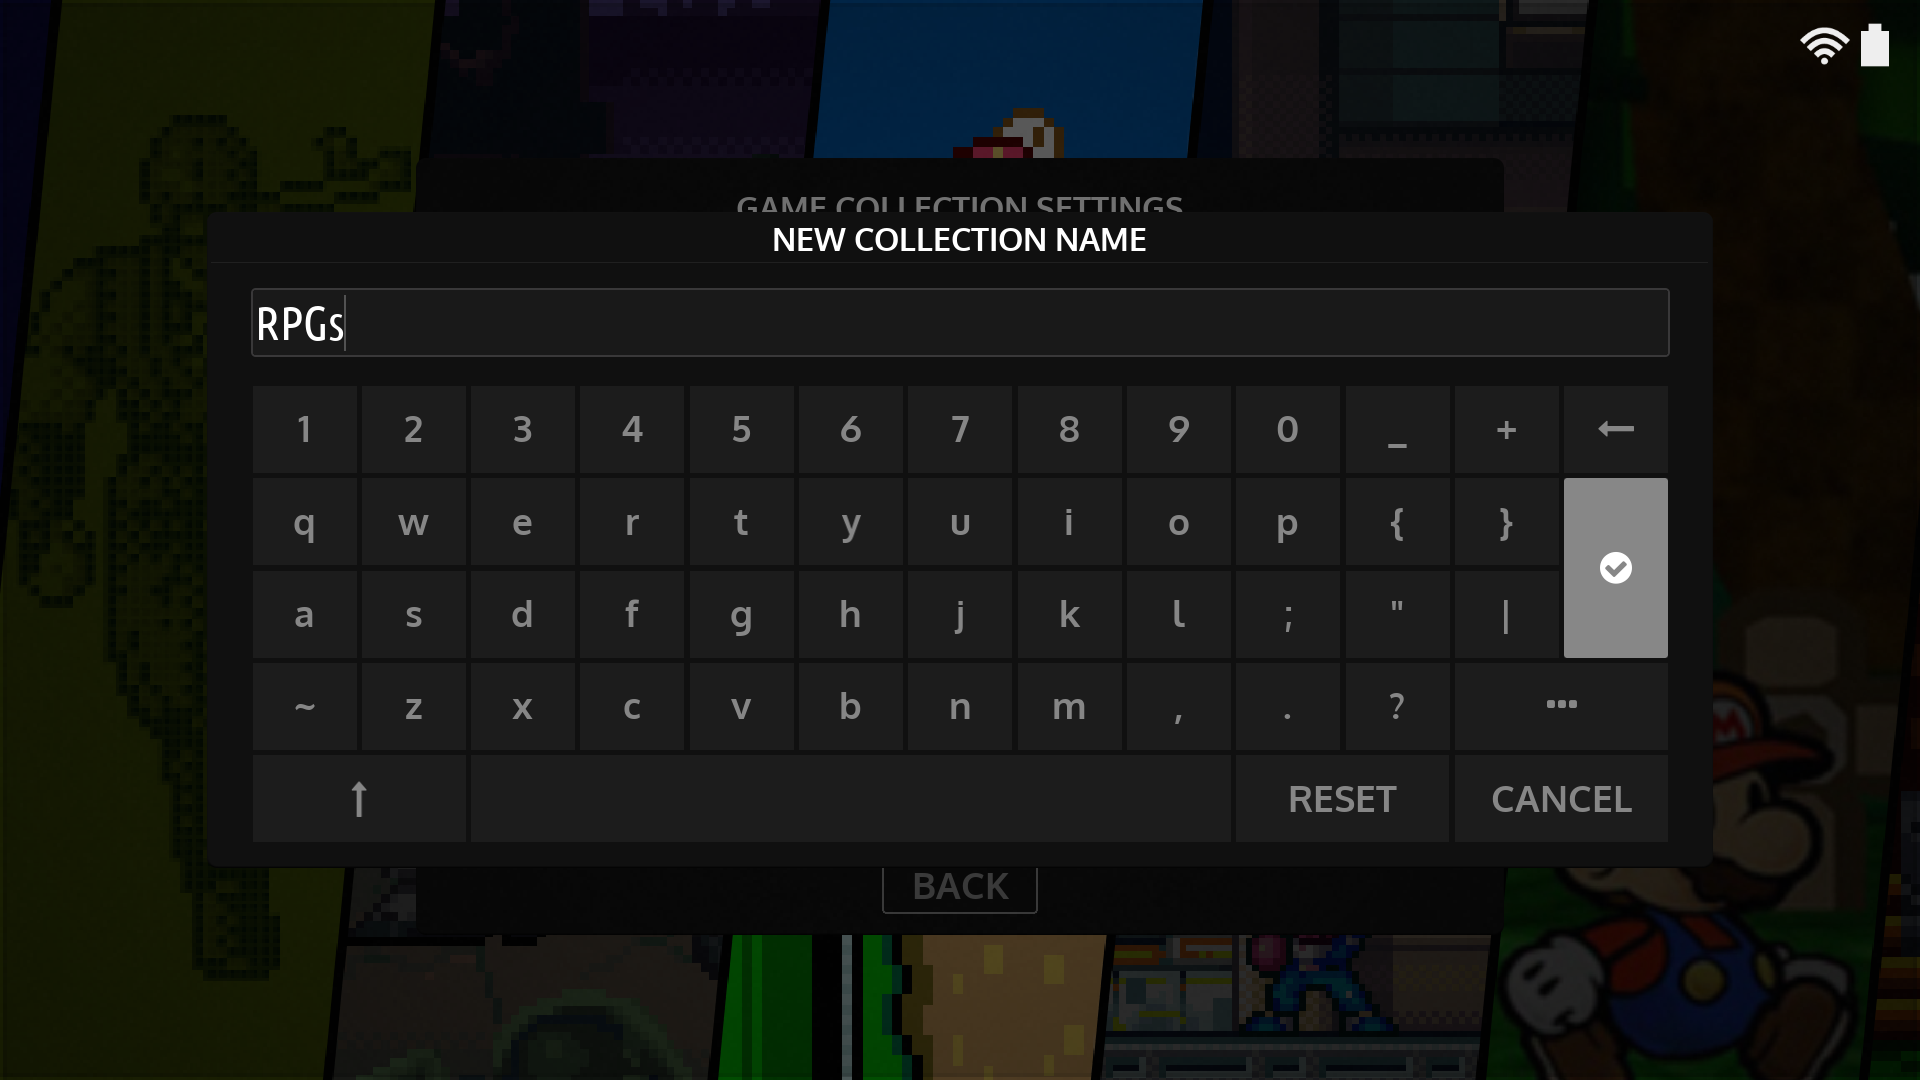 GAME COLLECTION SETTINGS
NEW COLLECTION NAME
RPGs
1 2 3 4 5 6 7 8 9 0 _ + ←
q w e r t y u i o p { }
a s d f g h j k l ; " |
~ z x c v b n m , . ? ...
↑ RESET CANCEL
BACK
M